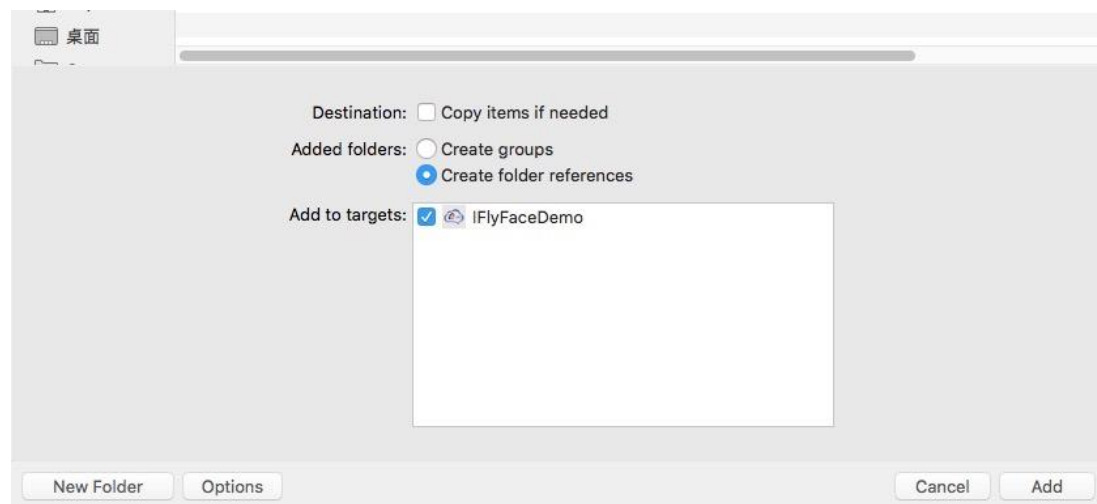 桌面
Destination: Copy items if needed
Added folders: Create groups
Create folder references
Add to targets: IFlyFaceDemo
New Folder Options Cancel Add